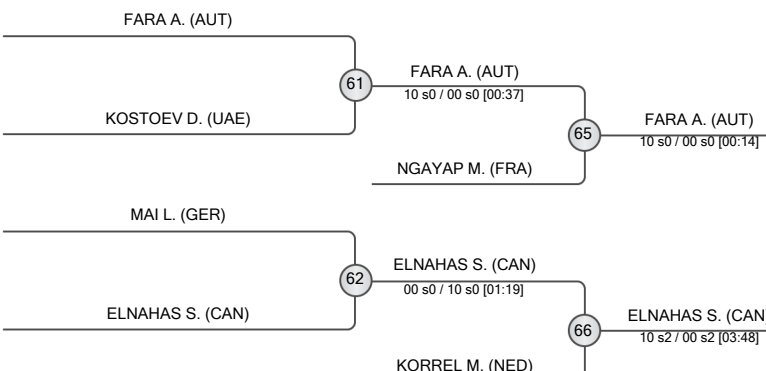 FARA A. (AUT)
61
FARA A. (AUT)
10 s0 / 00 s0 [00:37]
KOSTOEV D. (UAE)
65
FARA A. (AUT)
10 s0 / 00 s0 [00:14]
NGAYAP M. (FRA)
MAI L. (GER)
62
ELNAHAS S. (CAN)
00 s0 / 10 s0 [01:19]
ELNAHAS S. (CAN)
66
ELNAHAS S. (CAN
10 s2 / 00 s2 [03:48]
KORREL M. (NED)